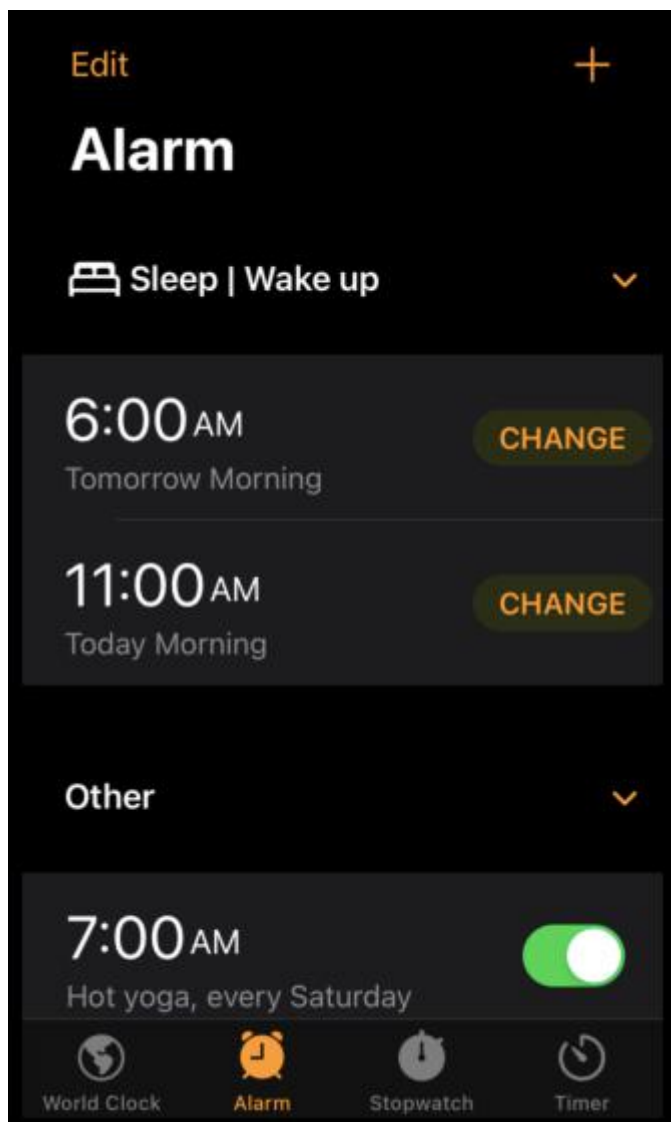 Edit
Alarm
Sleep | Wake up
6:00 AM
CHANGE
Tomorrow Morning
11:00 AM
CHANGE
Today Morning
Other
7:00 AM
Hot yoga, every Saturday
World Clock
Alarm
Stopwatch
Timer